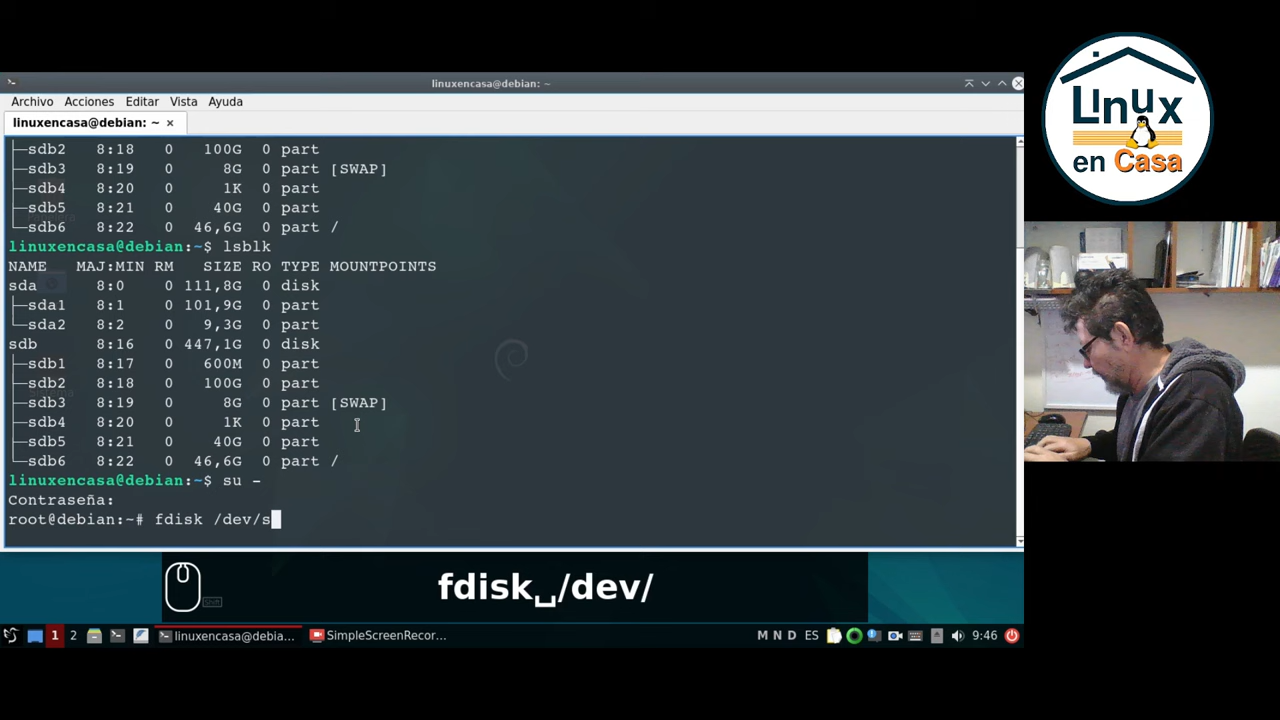 linuxencasa@debian: ~
Archivo Acciones Editar Vista Ayuda
linuxencasa@debian: ~ ×
├─sdb2 8:18 0 100G 0 part
├─sdb3 8:19 0 8G 0 part [SWAP]
├─sdb4 8:20 0 1K 0 part
├─sdb5 8:21 0 40G 0 part
└─sdb6 8:22 0 46,6G 0 part /
linuxencasa@debian:~$ lsblk
NAME MAJ:MIN RM SIZE RO TYPE MOUNTPOINTS
sda 8:0 0 111,8G 0 disk
├─sda1 8:1 0 101,9G 0 part
└─sda2 8:2 0 9,3G 0 part
sdb 8:16 0 447,1G 0 disk
├─sdb1 8:17 0 600M 0 part
├─sdb2 8:18 0 100G 0 part
├─sdb3 8:19 0 8G 0 part [SWAP]
├─sdb4 8:20 0 1K 0 part
├─sdb5 8:21 0 40G 0 part
└─sdb6 8:22 0 46,6G 0 part /
linuxencasa@debian:~$ su -
Contraseña:
root@debian:~# fdisk /dev/s
fdisk␣/dev/
1 2 linuxencasa@debia... SimpleScreenRecor... M N D ES 9:46
Linux
en Casa